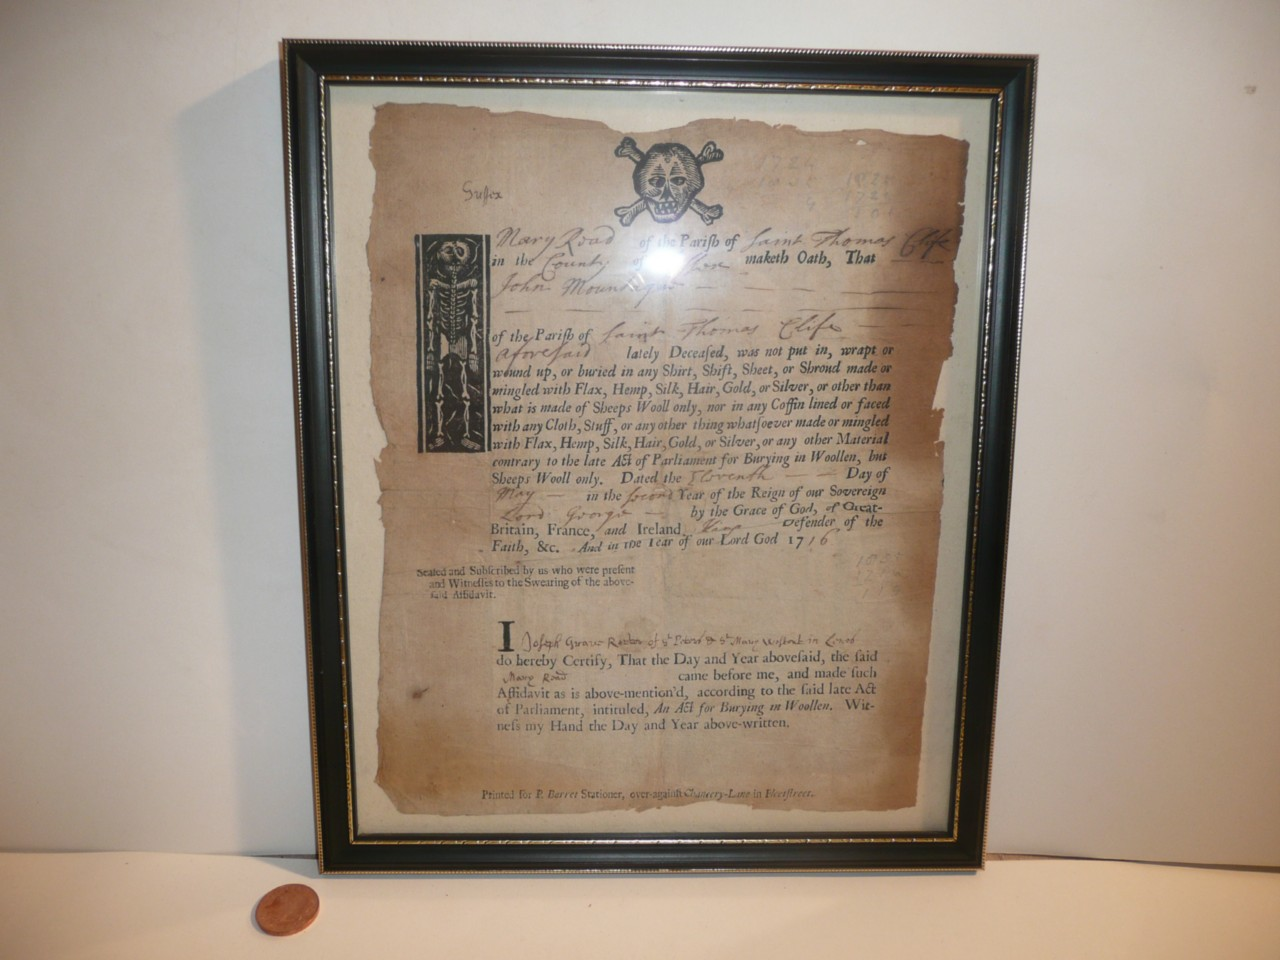 Sussex
Mary Road of the Pariſh of Saint Thomas Clife
in the County of maketh Oath, That
John
of the Pariſh of Saint Thomas Clife
aforesaid lately Deceaſed, was not put in, wrapt or
wound up, or buried in any Shirt, Shift, Sheet, or Shroud made or
mingled with Flax, Hemp, Silk, Hair, Gold, or Silver, or other than
what is made of Sheeps Wooll only, nor in any Coffin lined or faced
with any Cloth, Stuff, or any other thing whatſoever made or mingled
with Flax, Hemp, Silk, Hair, Gold, or Silver, or any other Material
contrary to the late Act of Parliament for Burying in Woollen, but
Sheeps Wooll only. Dated the Eleventh Day of
May in the second Year of the Reign of our Sovereign
Lord George by the Grace of God, of Great-
Britain, France, and Ireland King Defender of the
Faith, &c. And in the Year of our Lord God 1716
Sealed and Subſcribed by us who were preſent
and Witneſſes to the Swearing of the above-
ſaid Affidavit.
I Joseph Grave Rector of St Peters & St Mary Westout in Lewes
do hereby Certify, That the Day and Year aboveſaid, the ſaid
Mary Road came before me, and made ſuch
Affidavit as is above-mention'd, according to the ſaid late Act
of Parliament, intituled, An Act for Burying in Woollen. Wit-
neſs my Hand the Day and Year above-written.
Printed for P. Barret Stationer, over-againſt Chancery-Lane in Fleetſtreet.